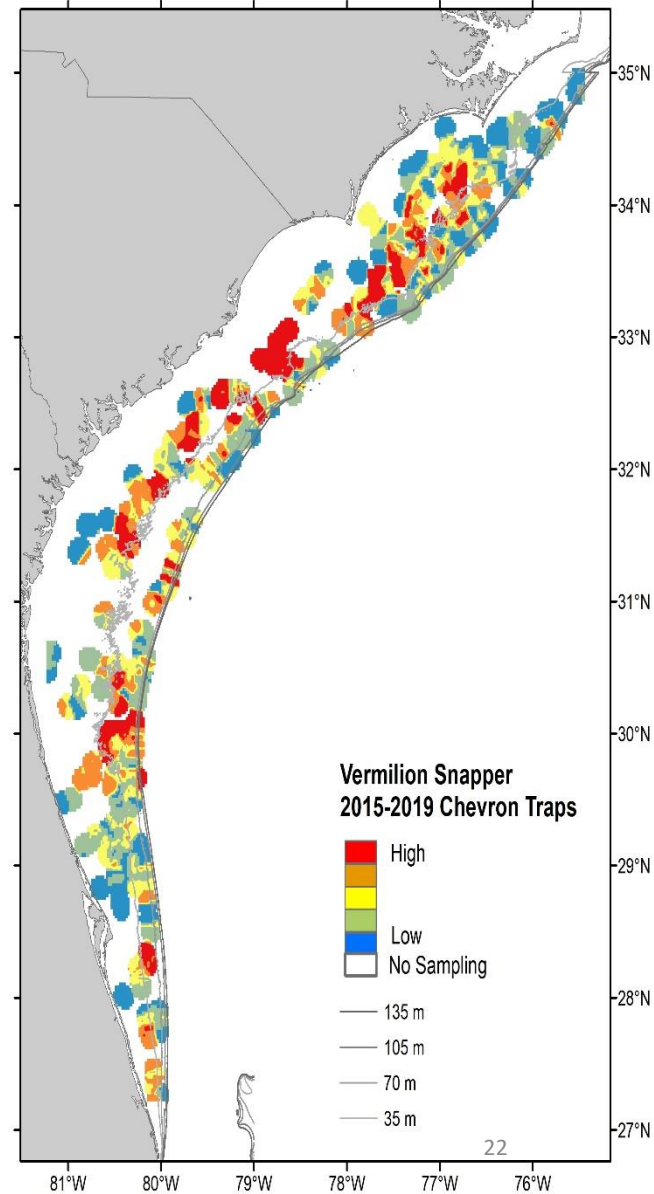 35°N
34°N
33°N
32°N
31°N
30°N
Vermilion Snapper
2015-2019 Chevron Traps
High
29°N
Low
No Sampling
28°N
135 m
105 m
70 m
35 m
22
27°N
81°W 80°W 79°W 78°W 77°W 76°W